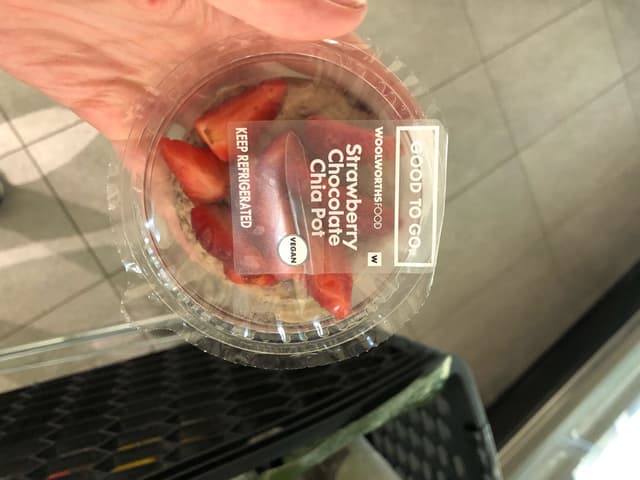 GOOD TO GO
WOOLWORTHSFOOD
W
Strawberry
Chocolate
Chia Pot
VEGAN
KEEP REFRIGERATED